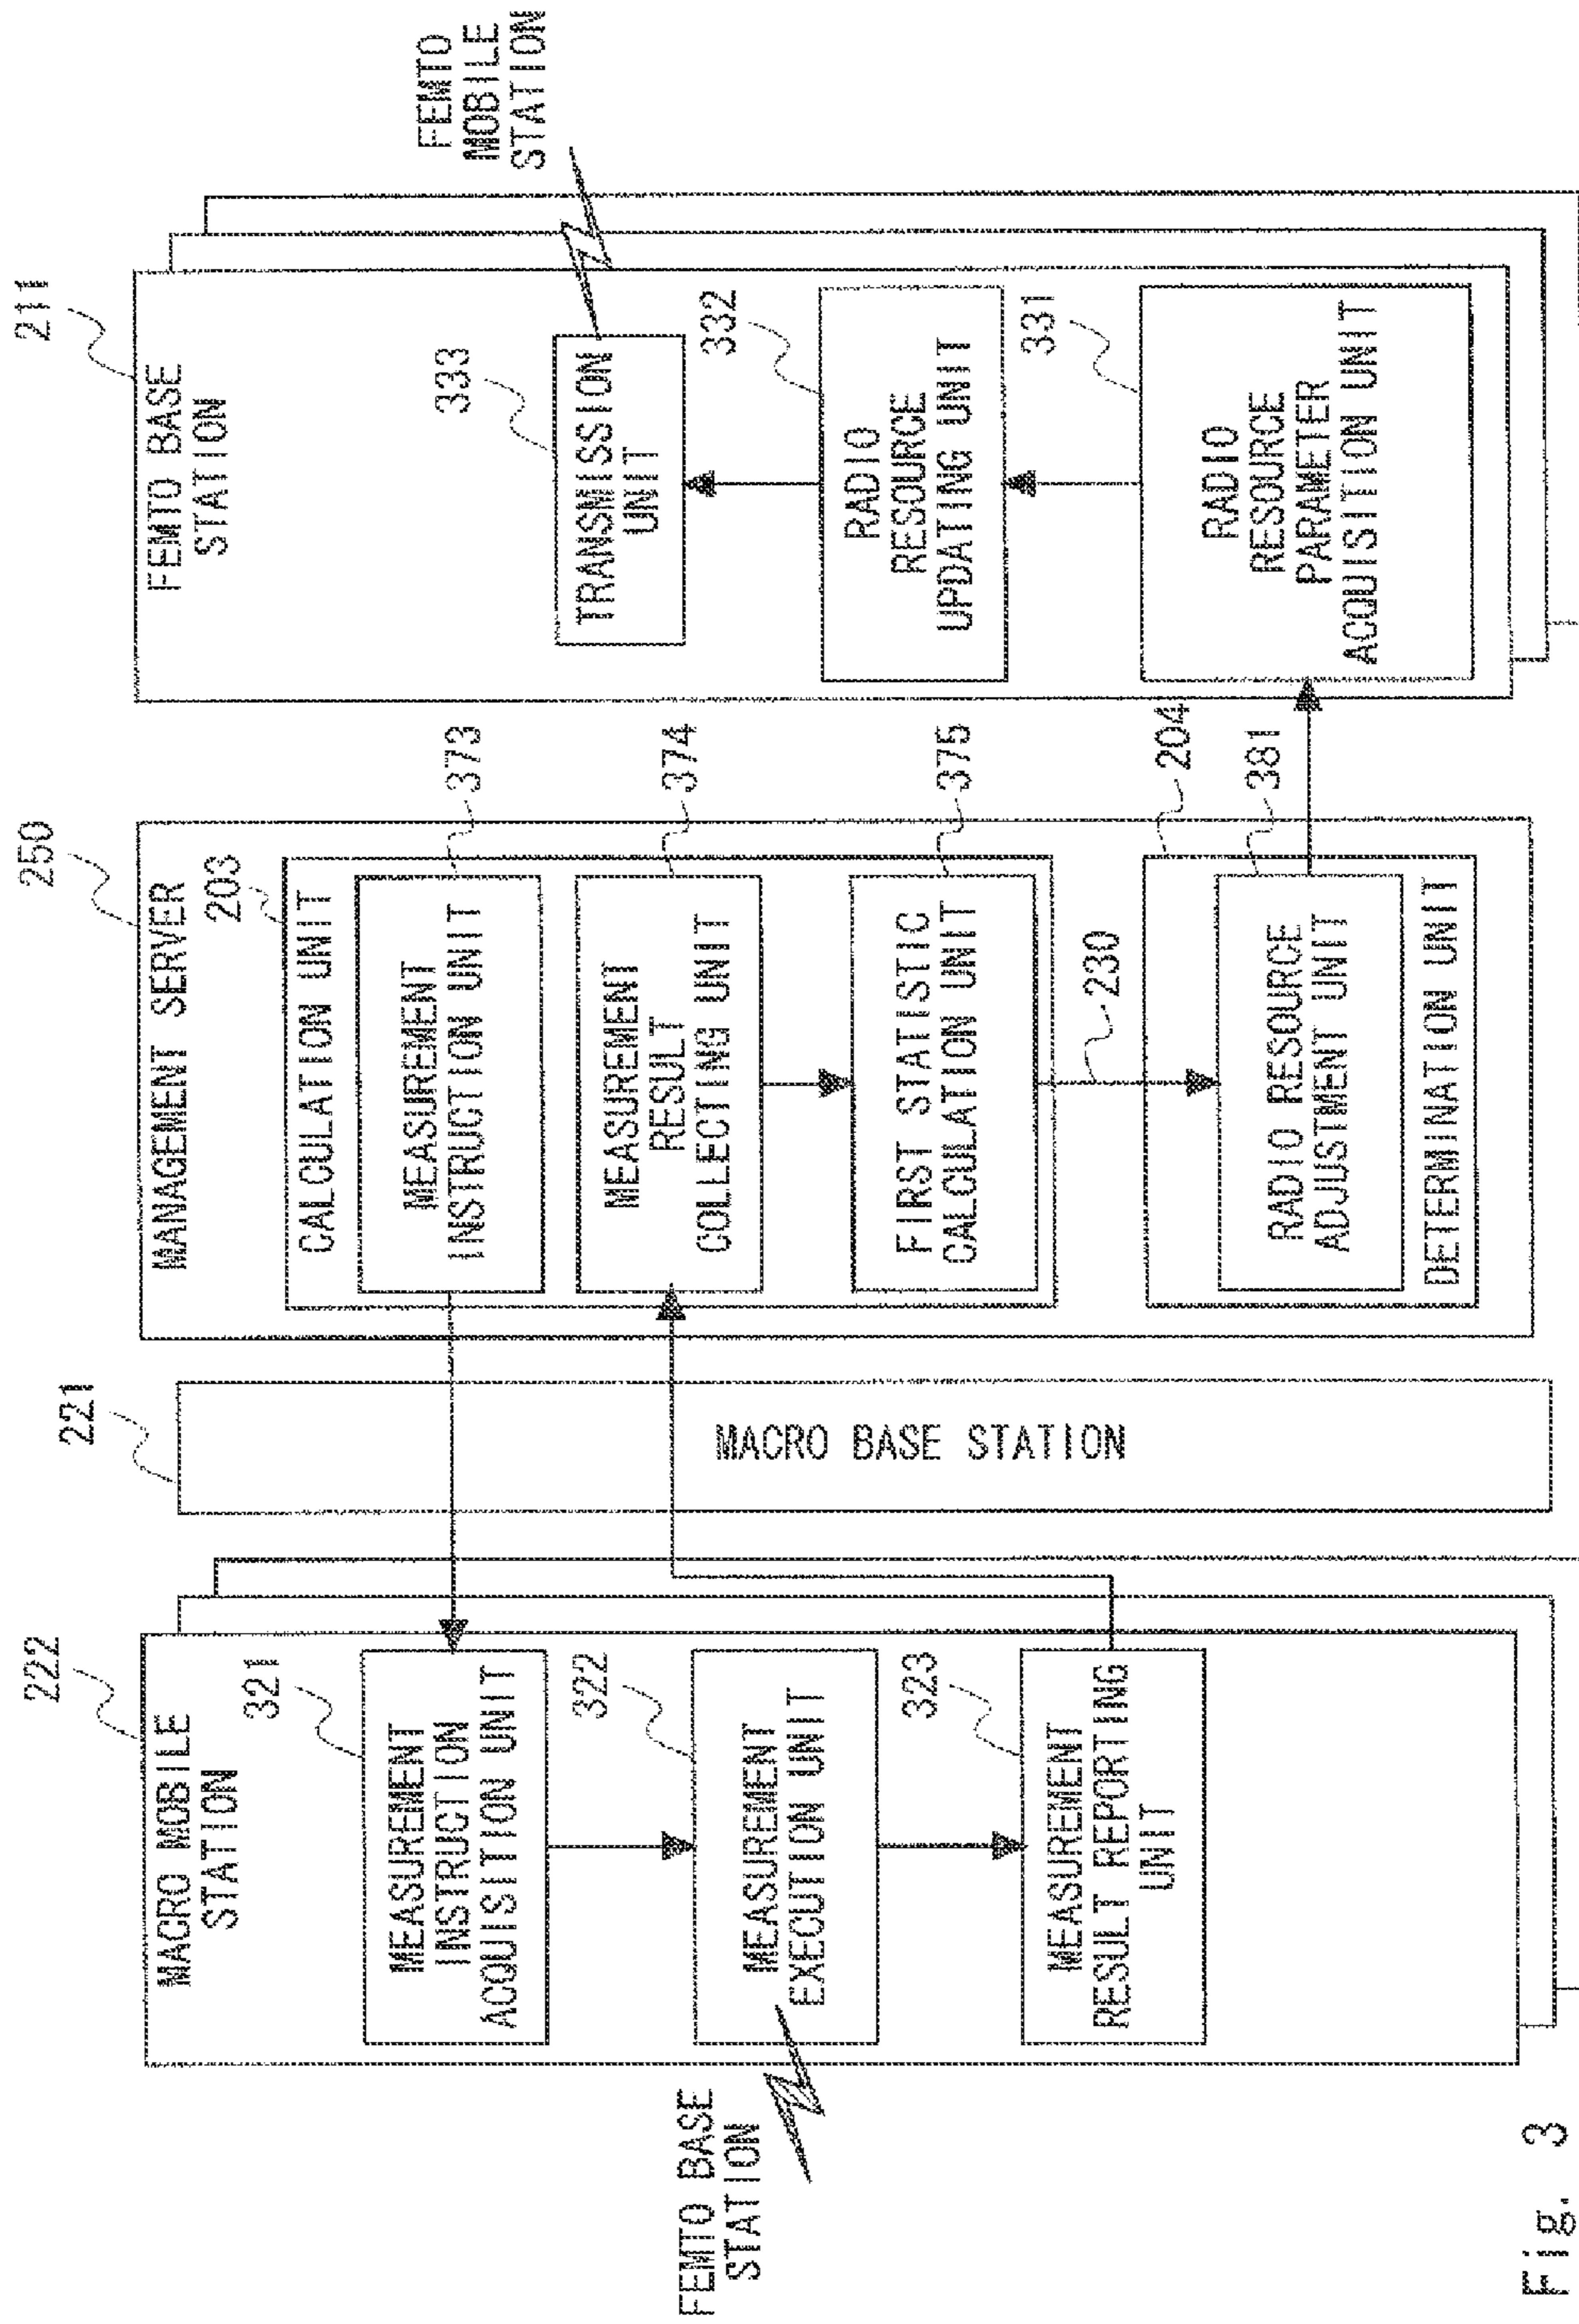 MACRO MOBILE
STATION
222
321
MEASUREMENT
INSTRUCTION
ACQUISITION UNIT
322
MEASUREMENT
EXECUTION UNIT
323
MEASUREMENT
RESULT REPORTING
UNIT
FEMTO BASE
STATION
221
MACRO BASE STATION
250
MANAGEMENT SERVER
203
CALCULATION UNIT
MEASUREMENT
INSTRUCTION UNIT
373
MEASUREMENT
RESULT
COLLECTING UNIT
374
FIRST STATISTIC
CALCULATION UNIT
375
230
204
RADIO RESOURCE
ADJUSTMENT UNIT
381
DETERMINATION UNIT
211
FEMTO BASE
STATION
333
TRANSMISSION
UNIT
332
RADIO
RESOURCE
UPDATING UNIT
331
RADIO
RESOURCE
PARAMETER
ACQUISITION UNIT
FEMTO
MOBILE
STATION
Fig. 3